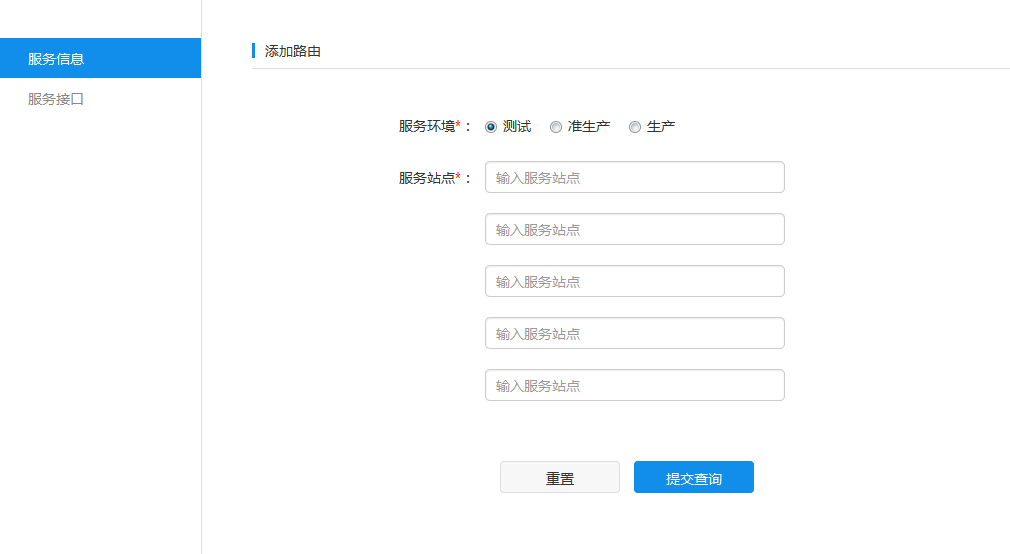 服务信息
服务接口
添加路由
服务环境*： 测试 准生产 生产
服务站点*： 输入服务站点
输入服务站点
输入服务站点
输入服务站点
输入服务站点
重置 提交查询